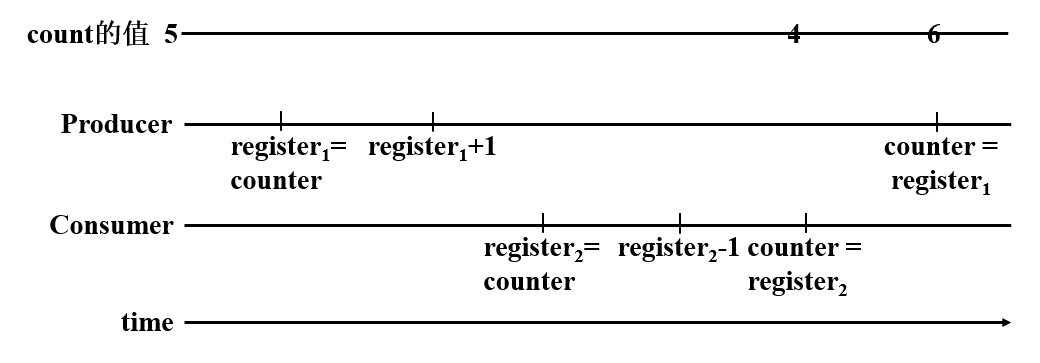 count的值 5 4 6
Producer
register₁= register₁+1 counter =
counter register₁
Consumer
register₂= register₂-1 counter =
counter register₂
time